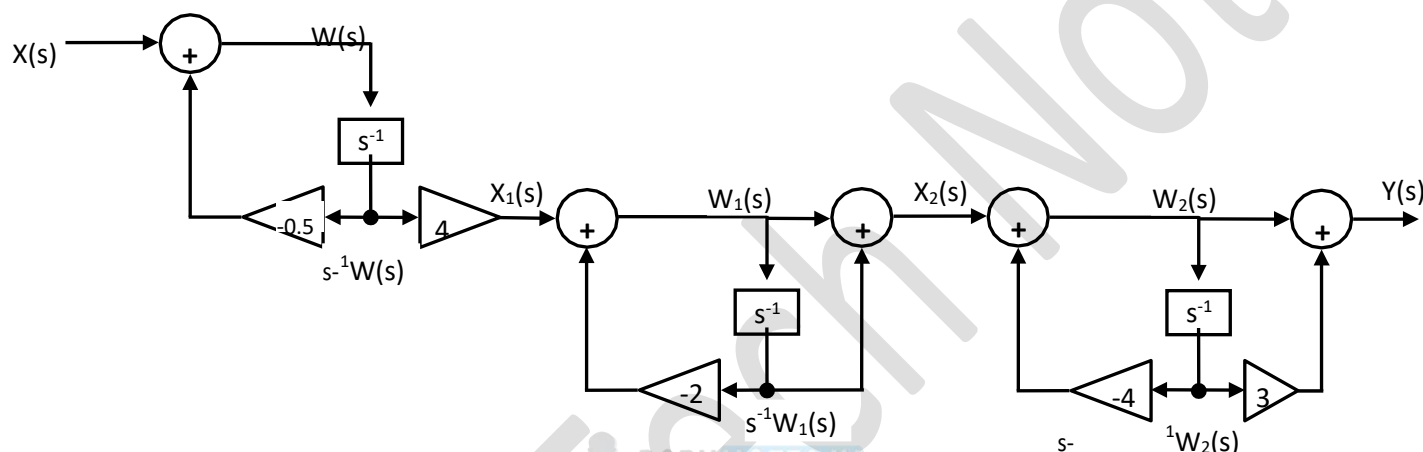 X(s)
+
W(s)
s⁻¹
-0.5
4
s-¹W(s)
X₁(s)
+
W₁(s)
+
s⁻¹
-2
s⁻¹W₁(s)
X₂(s)
+
W₂(s)
+
Y(s)
s⁻¹
-4
3
s-
¹W₂(s)